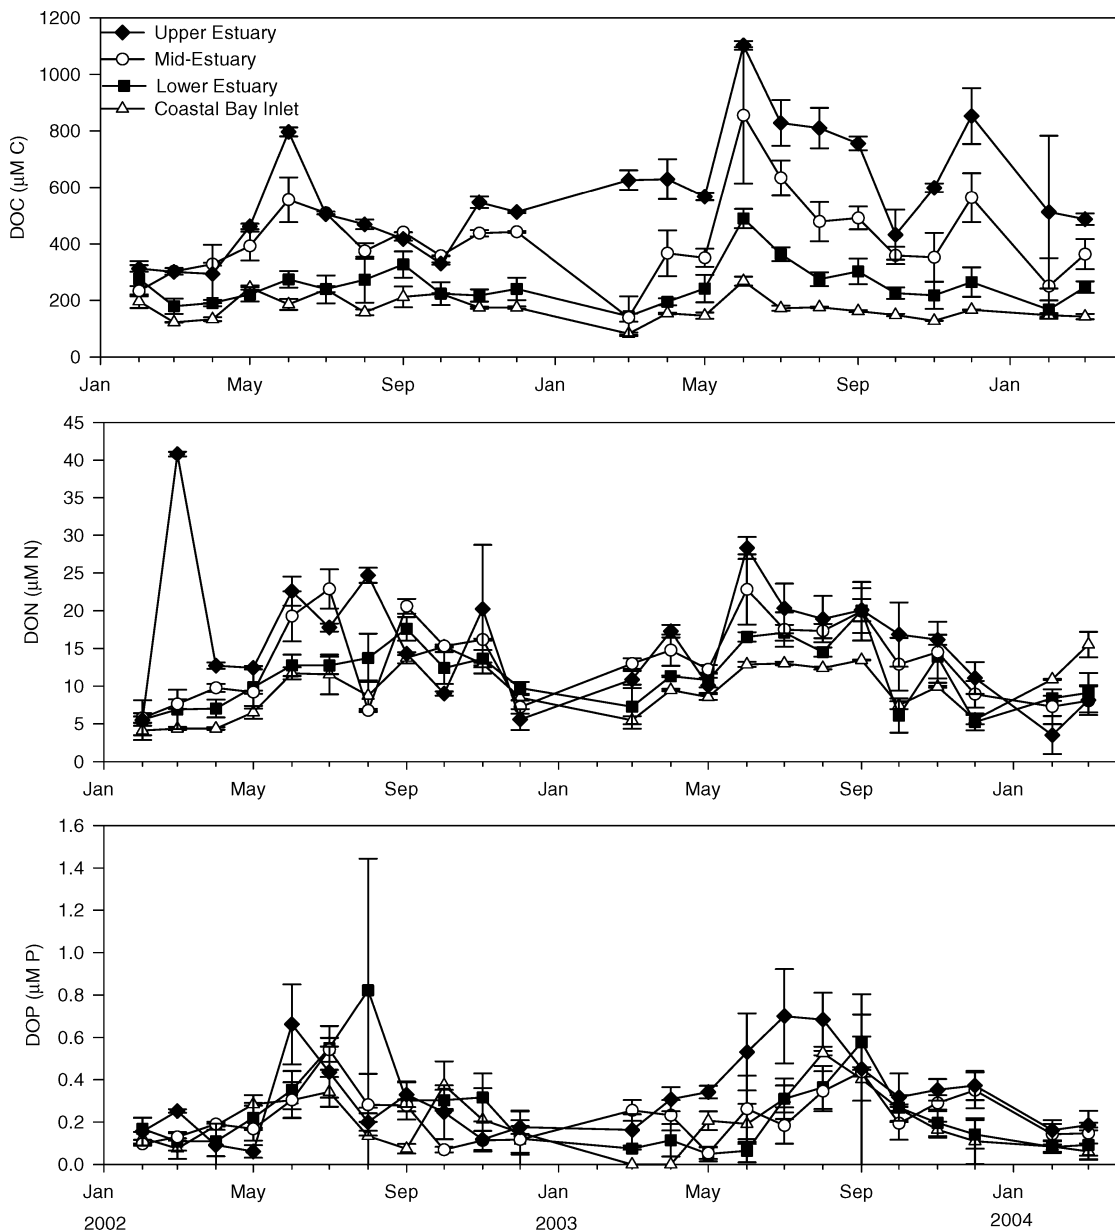 1200
Upper Estuary
Mid-Estuary
Lower Estuary
Coastal Bay Inlet
1000
800
600
400
200
0
DOC (μM C)
Jan May Sep Jan May Sep Jan
45
40
35
30
25
20
15
10
5
0
DON (μM N)
Jan May Sep Jan May Sep Jan
1.6
1.4
1.2
1.0
0.8
0.6
0.4
0.2
0.0
DOP (μM P)
Jan May Sep Jan May Sep Jan
2002 2003 2004